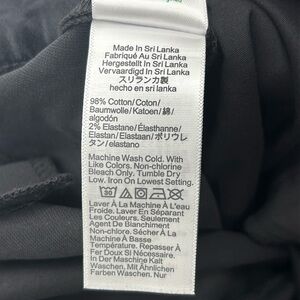 Made In Sri Lanka
Fabriqué Au Sri Lanka
Hergestellt In Sri Lanka
Vervaardigd In Sri Lanka
スリランカ製
hecho en sri lanka
98% Cotton/Coton/
Baumwolle/Katoen/綿/
algodón
2% Elastane/Élasthanne/
Elastan/Elastaan/ポリウレ
タン/elastano
Machine Wash Cold. With
Like Colors. Non-chlorine
Bleach Only. Tumble Dry
Low. Iron On Lowest Setting.
30
Laver À La Machine À L'eau
Froide. Laver En Séparant
Les Couleurs. Seulement
Agent De Blanchiment
Non-chlore. Sécher À La
Machine À Basse
Température. Repasser À
Fer Doux Si Nécessaire.
In Der Maschine Kalt
Waschen. Mit Ähnlichen
Farben Waschen. Nur